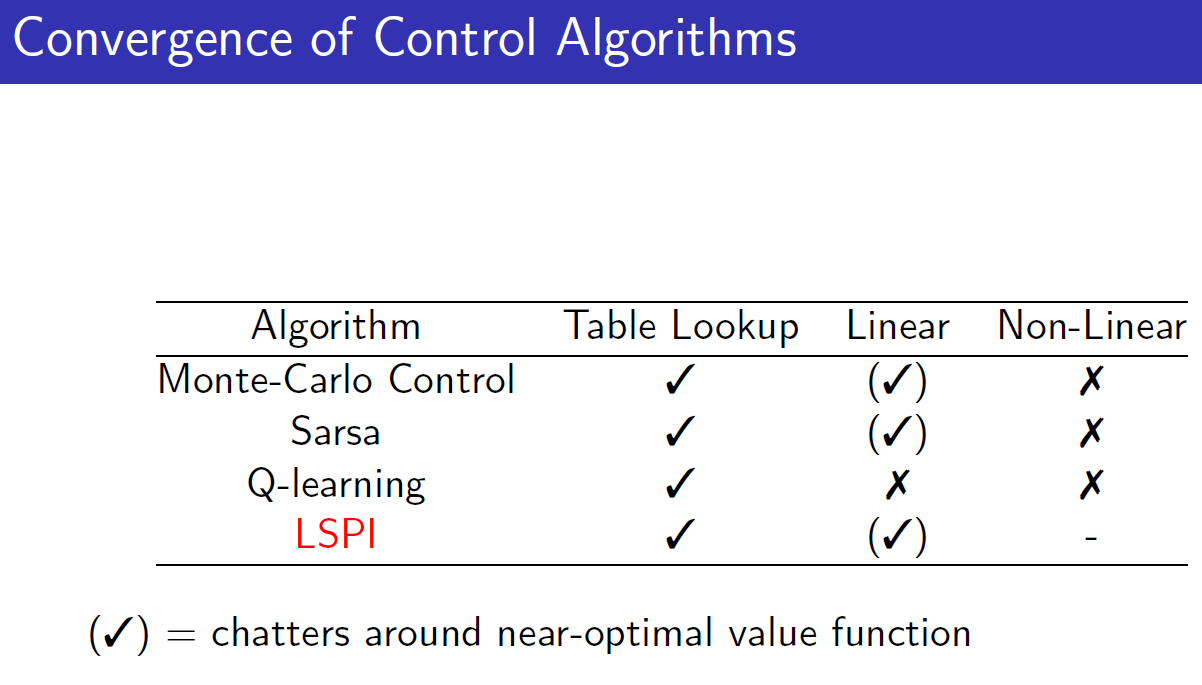 Convergence of Control Algorithms
Algorithm Table Lookup Linear Non-Linear
Monte-Carlo Control ✓ (✓) ✗
Sarsa ✓ (✓) ✗
Q-learning ✓ ✗ ✗
LSPI ✓ (✓) -
(✓) = chatters around near-optimal value function